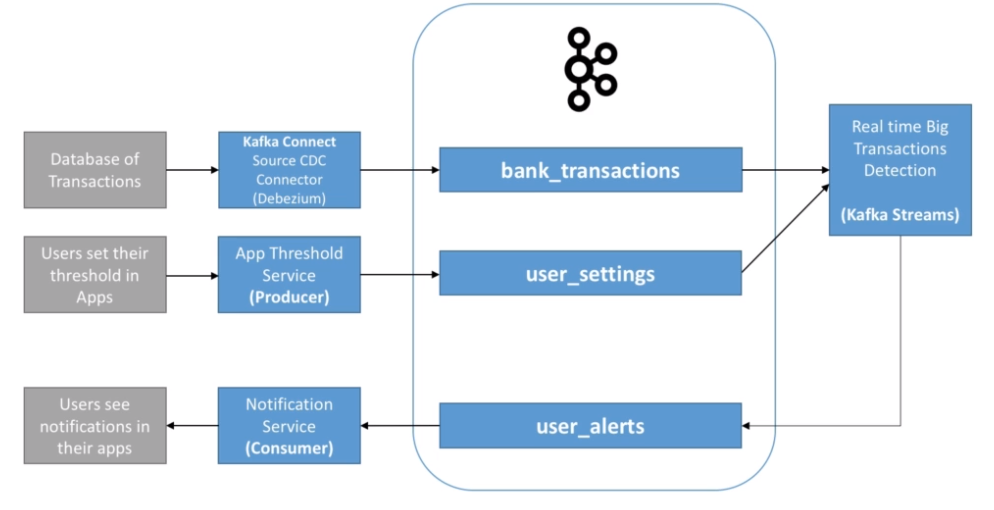 Database of
Transactions
Kafka Connect
Source CDC
Connector
(Debezium)
bank_transactions
Real time Big
Transactions
Detection
(Kafka Streams)
Users set their
threshold in
Apps
App Threshold
Service
(Producer)
user_settings
Users see
notifications in
their apps
Notification
Service
(Consumer)
user_alerts